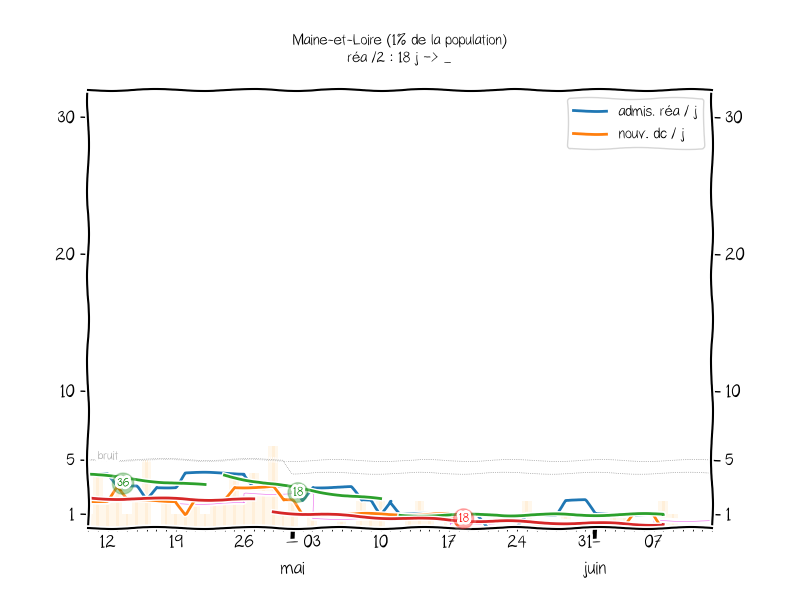 Maine-et-Loire (1% de la population)
réa /2 : 18 j -> _
admis. réa / j
nouv. dc / j
30 30
20 20
10 10
5 5
1 1
bruit
36
18
18
12 19 26 03 10 17 24 31 07
mai juin